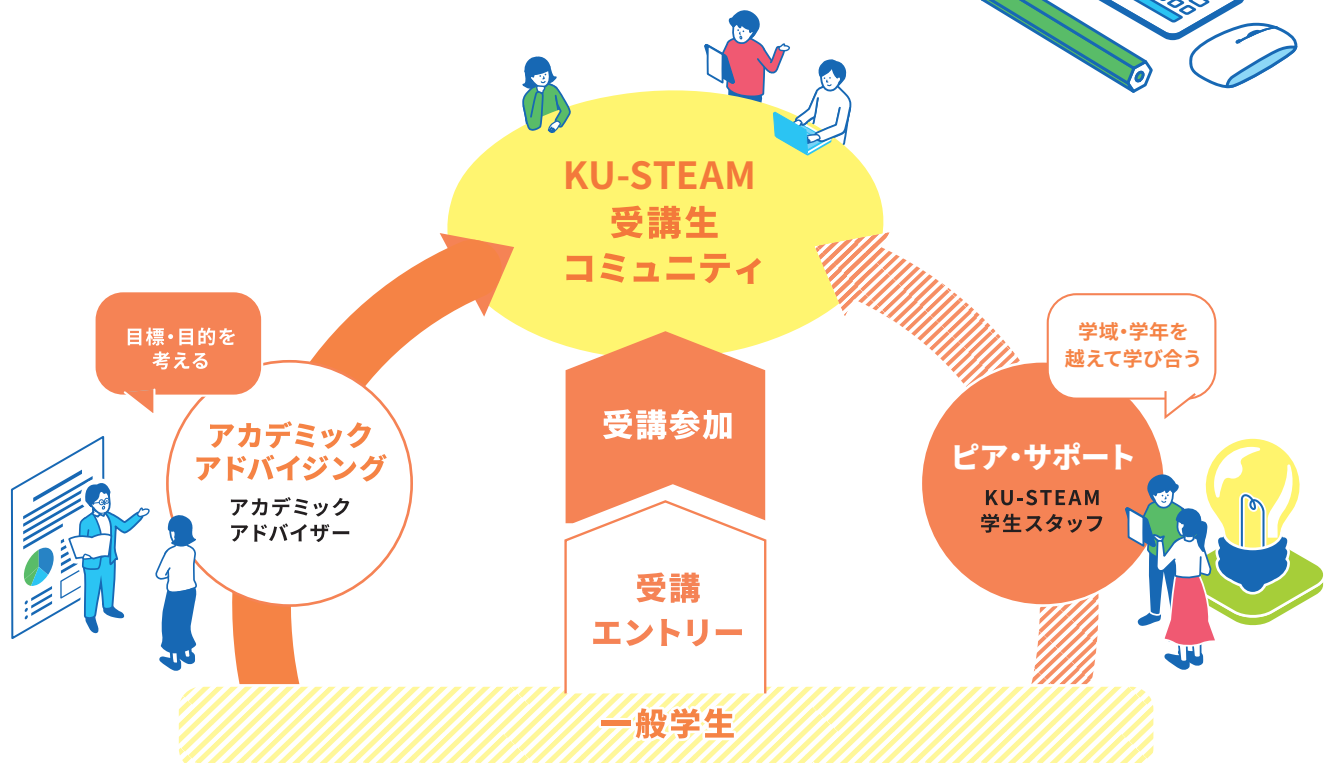 KU-STEAM
受講生
コミュニティ
目標・目的を
考える
アカデミック
アドバイジング
アカデミック
アドバイザー
受講参加
受講
エントリー
学域・学年を
越えて学び合う
ピア・サポート
KU-STEAM
学生スタッフ
一般学生